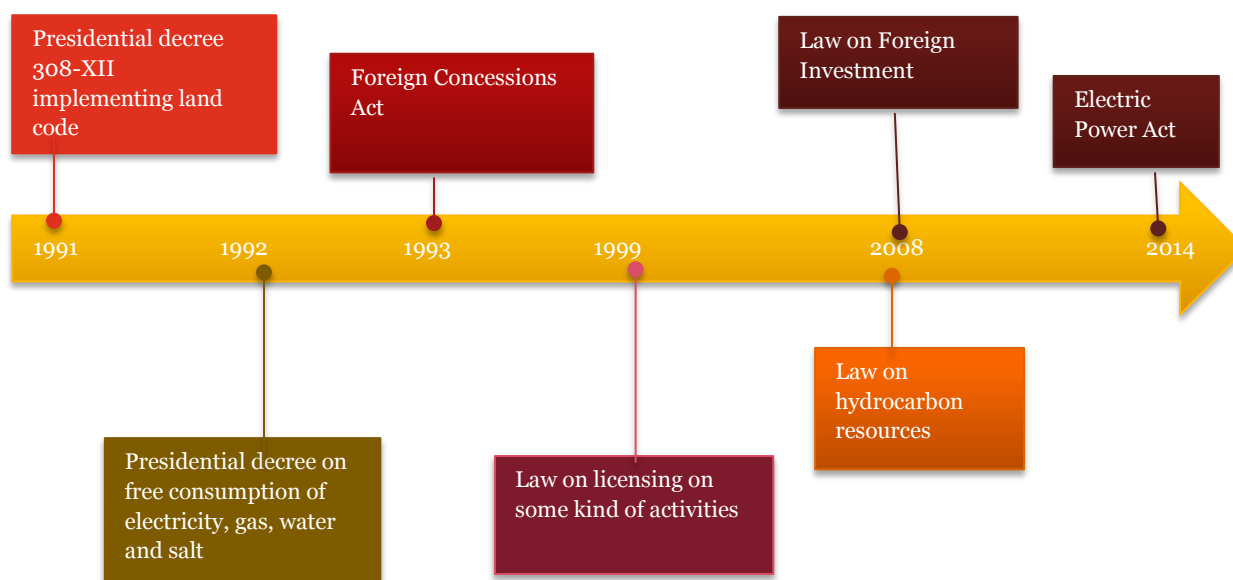 Presidential decree
308-XII
implementing land
code
Foreign Concessions
Act
Law on Foreign
Investment
Electric
Power Act
1991
1992
1993
1999
2008
2014
Presidential decree on
free consumption of
electricity, gas, water
and salt
Law on licensing on
some kind of activities
Law on
hydrocarbon
resources